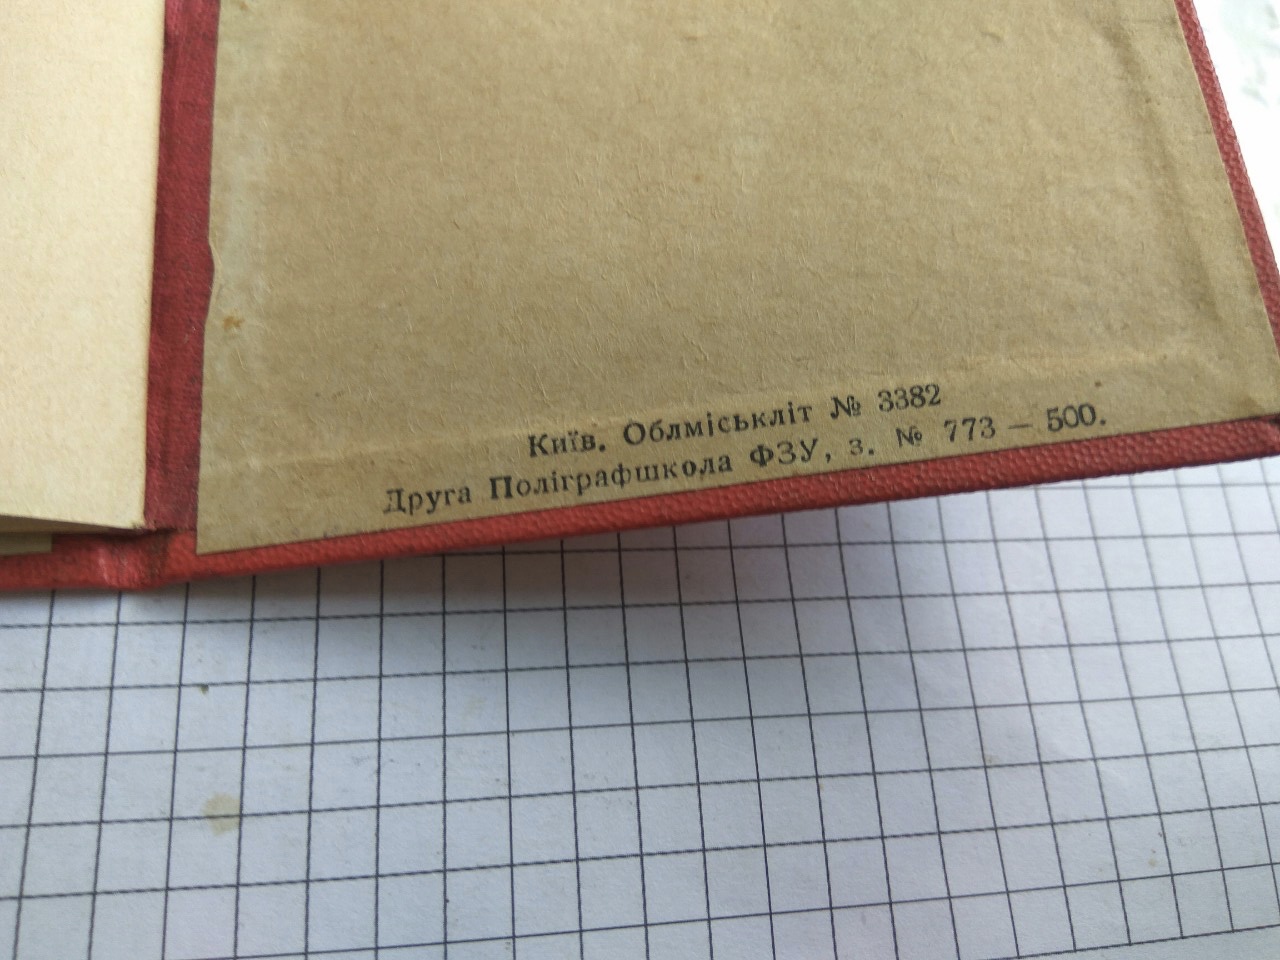 Київ. Облміськліт № 3382
Друга Поліграфшкола ФЗУ, з. № 773 — 500.